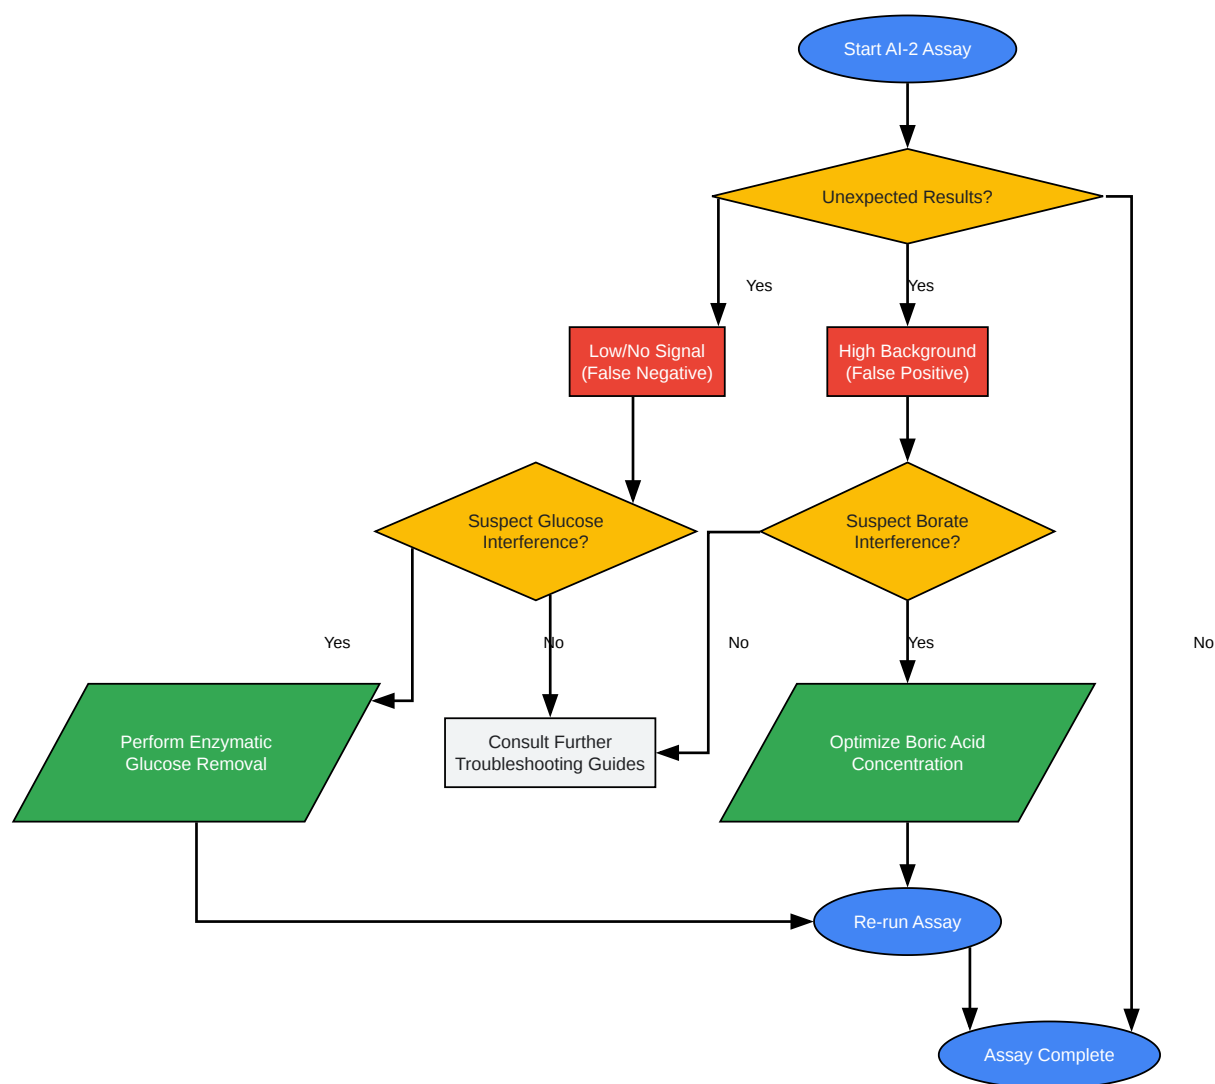 Start AI-2 Assay
Unexpected Results?
Yes
Yes
Low/No Signal
(False Negative)
High Background
(False Positive)
Suspect Glucose
Interference?
Suspect Borate
Interference?
Yes
No
No
Yes
No
Perform Enzymatic
Glucose Removal
Consult Further
Troubleshooting Guides
Optimize Boric Acid
Concentration
Re-run Assay
Assay Complete